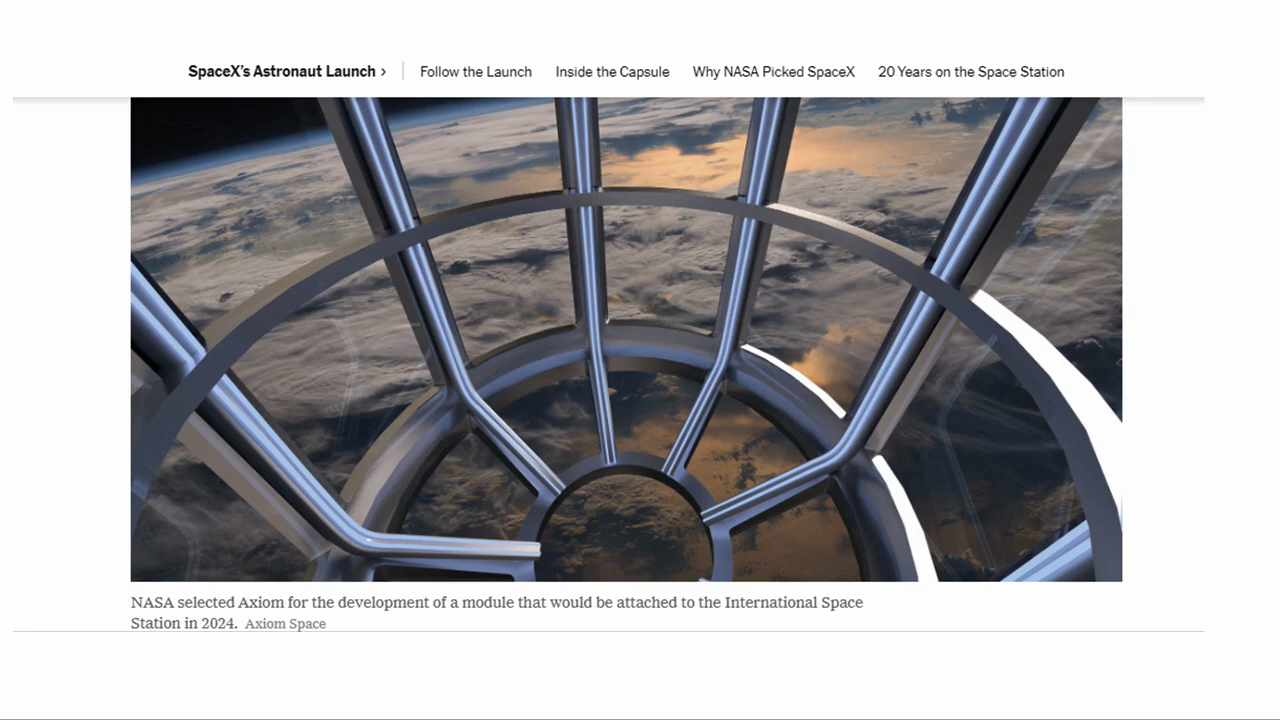 SpaceX’s Astronaut Launch › Follow the Launch Inside the Capsule Why NASA Picked SpaceX 20 Years on the Space Station
NASA selected Axiom for the development of a module that would be attached to the International Space
Station in 2024. Axiom Space